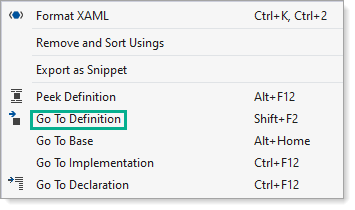 Format XAML Ctrl+K, Ctrl+2
Remove and Sort Usings
Export as Snippet
Peek Definition Alt+F12
Go To Definition Shift+F2
Go To Base Alt+Home
Go To Implementation Ctrl+F12
Go To Declaration Ctrl+F12